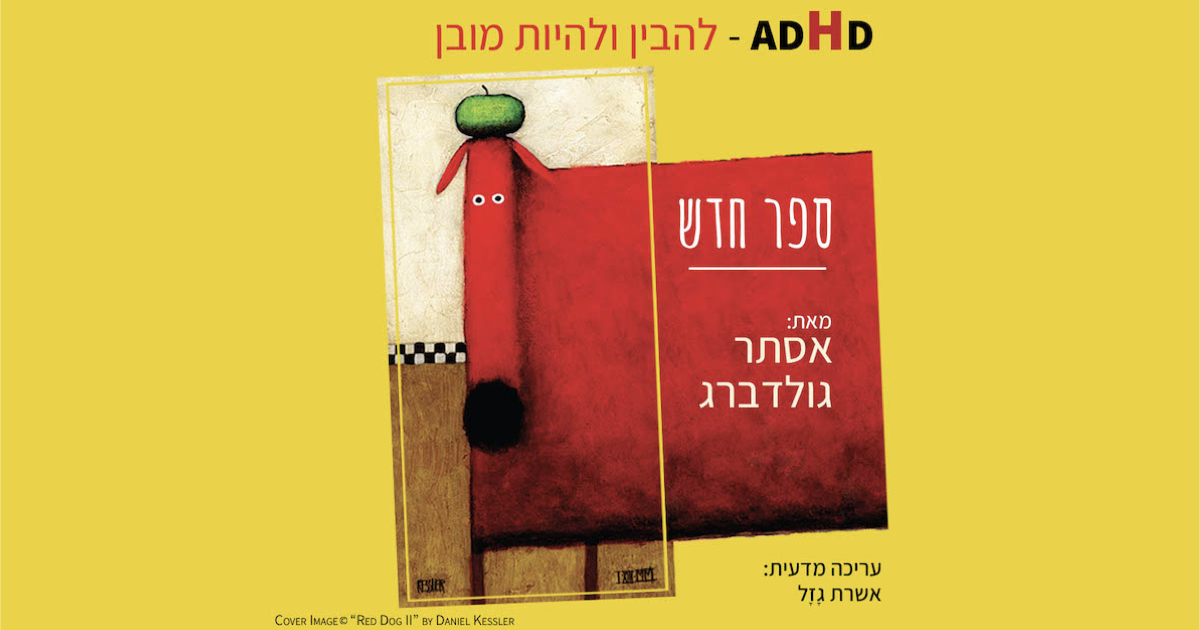 ADHD - להבין ולהיות מובן
ספר חדש
מאת:
אסתר
גולדברג
עריכה מדעית:
אשרת גָזָל
KESSLER
COVER IMAGE© “RED DOG II” BY DANIEL KESSLER